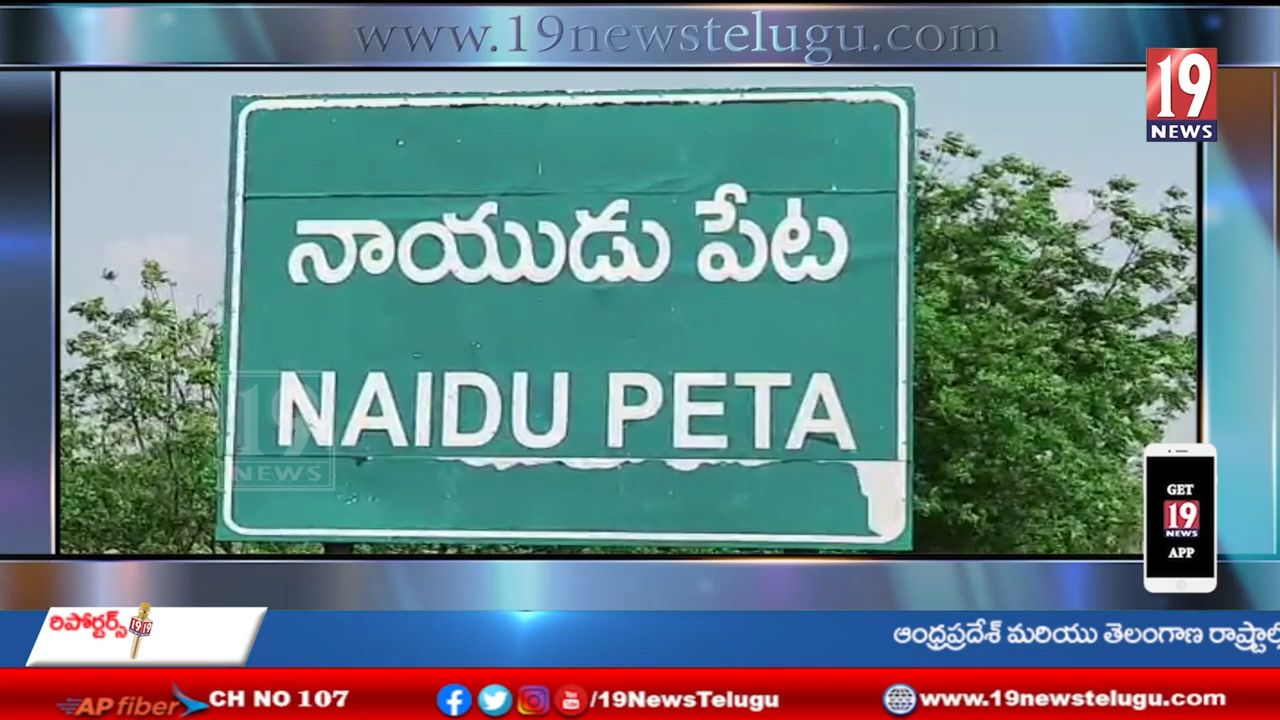 www.19newstelugu.com
19
NEWS
నాయుడు పేట
NAIDU PETA
19
NEWS
GET
19
NEWS
APP
రిపోర్టర్స్
19 19
ఆంధ్రప్రదేశ్ మరియు తెలంగాణ
AP fiber
CH NO 107
/19NewsTelugu
www.19newstelugu.com